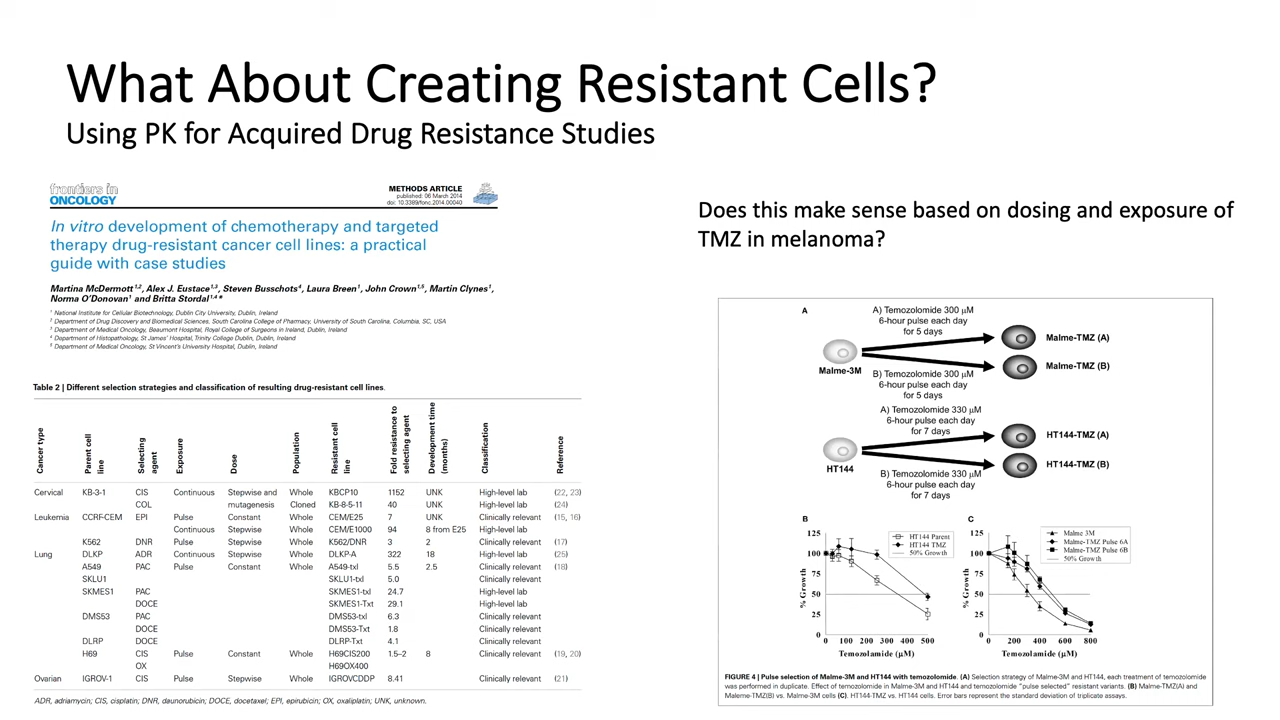 What About Creating Resistant Cells?
Using PK for Acquired Drug Resistance Studies
frontiers in
ONCOLOGY
METHODS ARTICLE
published: 06 March 2014
doi: 10.3389/fonc.2014.00040
In vitro development of chemotherapy and targeted
therapy drug-resistant cancer cell lines: a practical
guide with case studies
Martina McDermott 1,2, Alex J. Eustace 1,3, Steven Busschots 4, Laura Breen 1, John Crown 1,5, Martin Clynes 1,
Norma O'Donovan 1 and Britta Stordal 1,4 *
1 National Institute for Cellular Biotechnology, Dublin City University, Dublin, Ireland
2 Department of Drug Discovery and Biomedical Sciences, South Carolina College of Pharmacy, University of South Carolina, Columbia, SC, USA
3 Department of Medical Oncology, Beaumont Hospital, Royal College of Surgeons in Ireland, Dublin, Ireland
4 Department of Histopathology, St James' Hospital, Trinity College Dublin, Dublin, Ireland
5 Department of Medical Oncology, St Vincent's University Hospital, Dublin, Ireland
Table 2 | Different selection strategies and classification of resulting drug-resistant cell lines.
Cancer type Parent cell line Selecting agent Exposure Dose Population Resistant cell line Fold resistance to selecting agent Development time (months) Classification Reference
Cervical KB-3-1 CIS Continuous Stepwise and Whole KBCP10 1152 UNK High-level lab (22, 23)
COL mutagenesis Cloned KB-8-5-11 40 UNK High-level lab (24)
Leukemia CCRF-CEM EPI Pulse Constant Whole CEM/E25 7 UNK Clinically relevant (15, 16)
Continuous Stepwise Whole CEM/E1000 94 8 from E25 High-level lab
K562 DNR Pulse Constant Whole K562/DNR 3 2 Clinically relevant (17)
Lung DLKP ADR Continuous Stepwise Whole DLKP-A 322 18 High-level lab (25)
A549 PAC Pulse Constant Whole A549-txl 5.5 2.5 Clinically relevant (18)
SKLU1 SKLU1-txl 5.0 Clinically relevant
SKMES1 PAC SKMES1-txl 24.7 High-level lab
DOCE SKMES1-Txt 29.1 High-level lab
DMS53 PAC DMS53-txl 6.3 Clinically relevant
DOCE DMS53-Txt 1.8 Clinically relevant
DLRP DOCE DLRP-Txt 4.1 Clinically relevant
H69 CIS Pulse Constant Whole H69CIS200 1.5–2 8 Clinically relevant (19, 20)
OX H69OX400
Ovarian IGROV-1 CIS Pulse Stepwise Whole IGROVCDDP 8.41 Clinically relevant (21)
ADR, adriamycin; CIS, cisplatin; DNR, daunorubicin; DOCE, docetaxel; EPI, epirubicin; OX, oxaliplatin; UNK, unknown.
Does this make sense based on dosing and exposure of
TMZ in melanoma?
A
A) Temozolomide 300 µM
6-hour pulse each day
for 5 days
Malme-TMZ (A)
Malme-3M
Malme-TMZ (B)
B) Temozolomide 300 µM
6-hour pulse each day
for 5 days
A) Temozolomide 330 µM
6-hour pulse each day
for 7 days
HT144-TMZ (A)
HT144
HT144-TMZ (B)
B) Temozolomide 330 µM
6-hour pulse each day
for 7 days
B
125
100
75
50
25
0
% Growth
HT144 Parent
HT144 TMZ
50% Growth
0 100 200 300 400 500
Temozolamide (µM)
C
125
100
75
50
25
0
% Growth
Malme 3M
Malme-TMZ Pulse 6A
Malme-TMZ Pulse 6B
50% Growth
0 200 400 600 800
Temozolamide (µM)
FIGURE 4 | Pulse selection of Malme-3M and HT144 with temozolomide. (A) Selection strategy of Malme-3M and HT144, each treatment of temozolomide
was performed in duplicate. Effect of temozolomide in Malme-3M and HT144 and temozolomide “pulse selected” resistant variants. (B) Malme-TMZ(A) and
Maleme-TMZ(B) vs. Malme-3M cells (C). HT144-TMZ vs. HT144 cells. Error bars represent the standard deviation of triplicate assays.